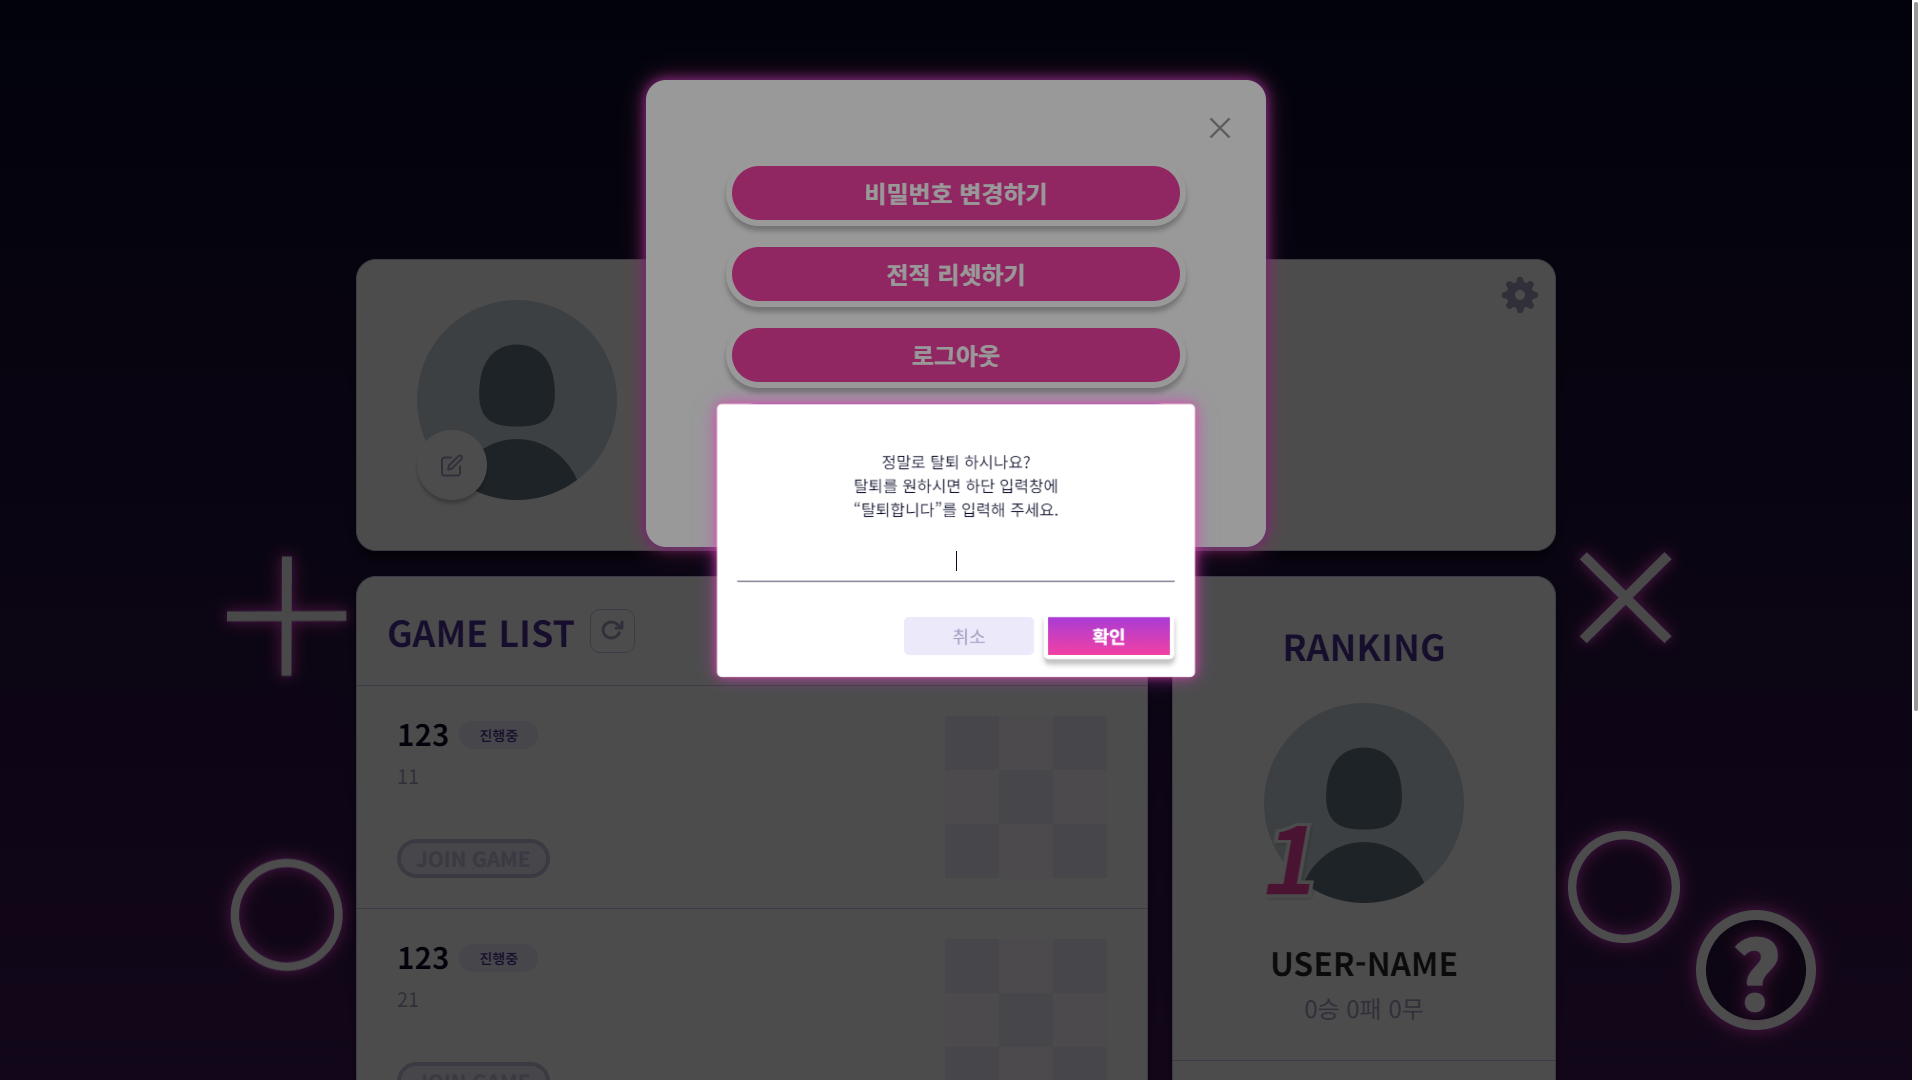 비밀번호 변경하기
전적 리셋하기
로그아웃
정말로 탈퇴 하시나요?
탈퇴를 원하시면 하단 입력창에
“탈퇴합니다”를 입력해 주세요.
취소
확인
GAME LIST
123
진행중
11
JOIN GAME
123
진행중
21
JOIN GAME
RANKING
1
USER-NAME
0승 0패 0무
?